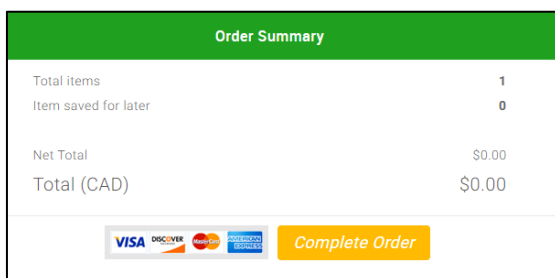 Order Summary
Total items 1
Item saved for later 0
Net Total $0.00
Total (CAD) $0.00
VISA DISCOVER MasterCard AMERICAN EXPRESS Complete Order